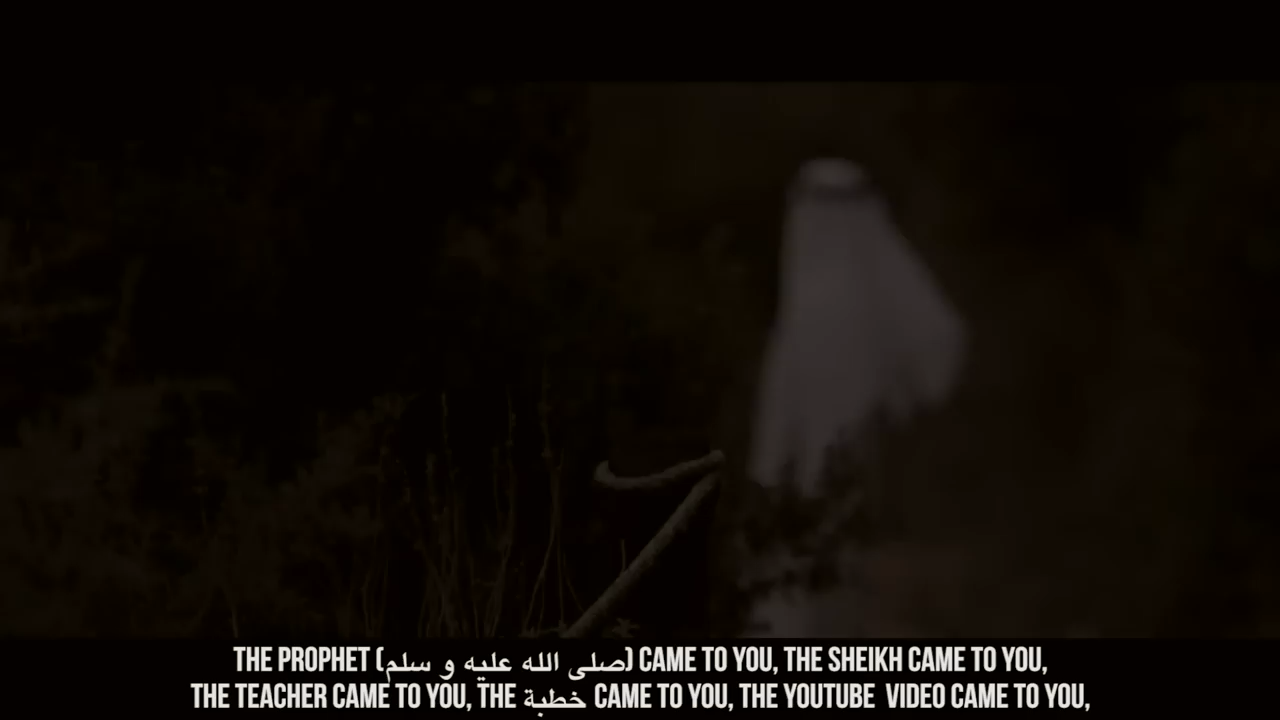 THE PROPHET (صلى الله عليه و سلم) CAME TO YOU, THE SHEIKH CAME TO YOU,
THE TEACHER CAME TO YOU, THE خطبة CAME TO YOU, THE YOUTUBE VIDEO CAME TO YOU,